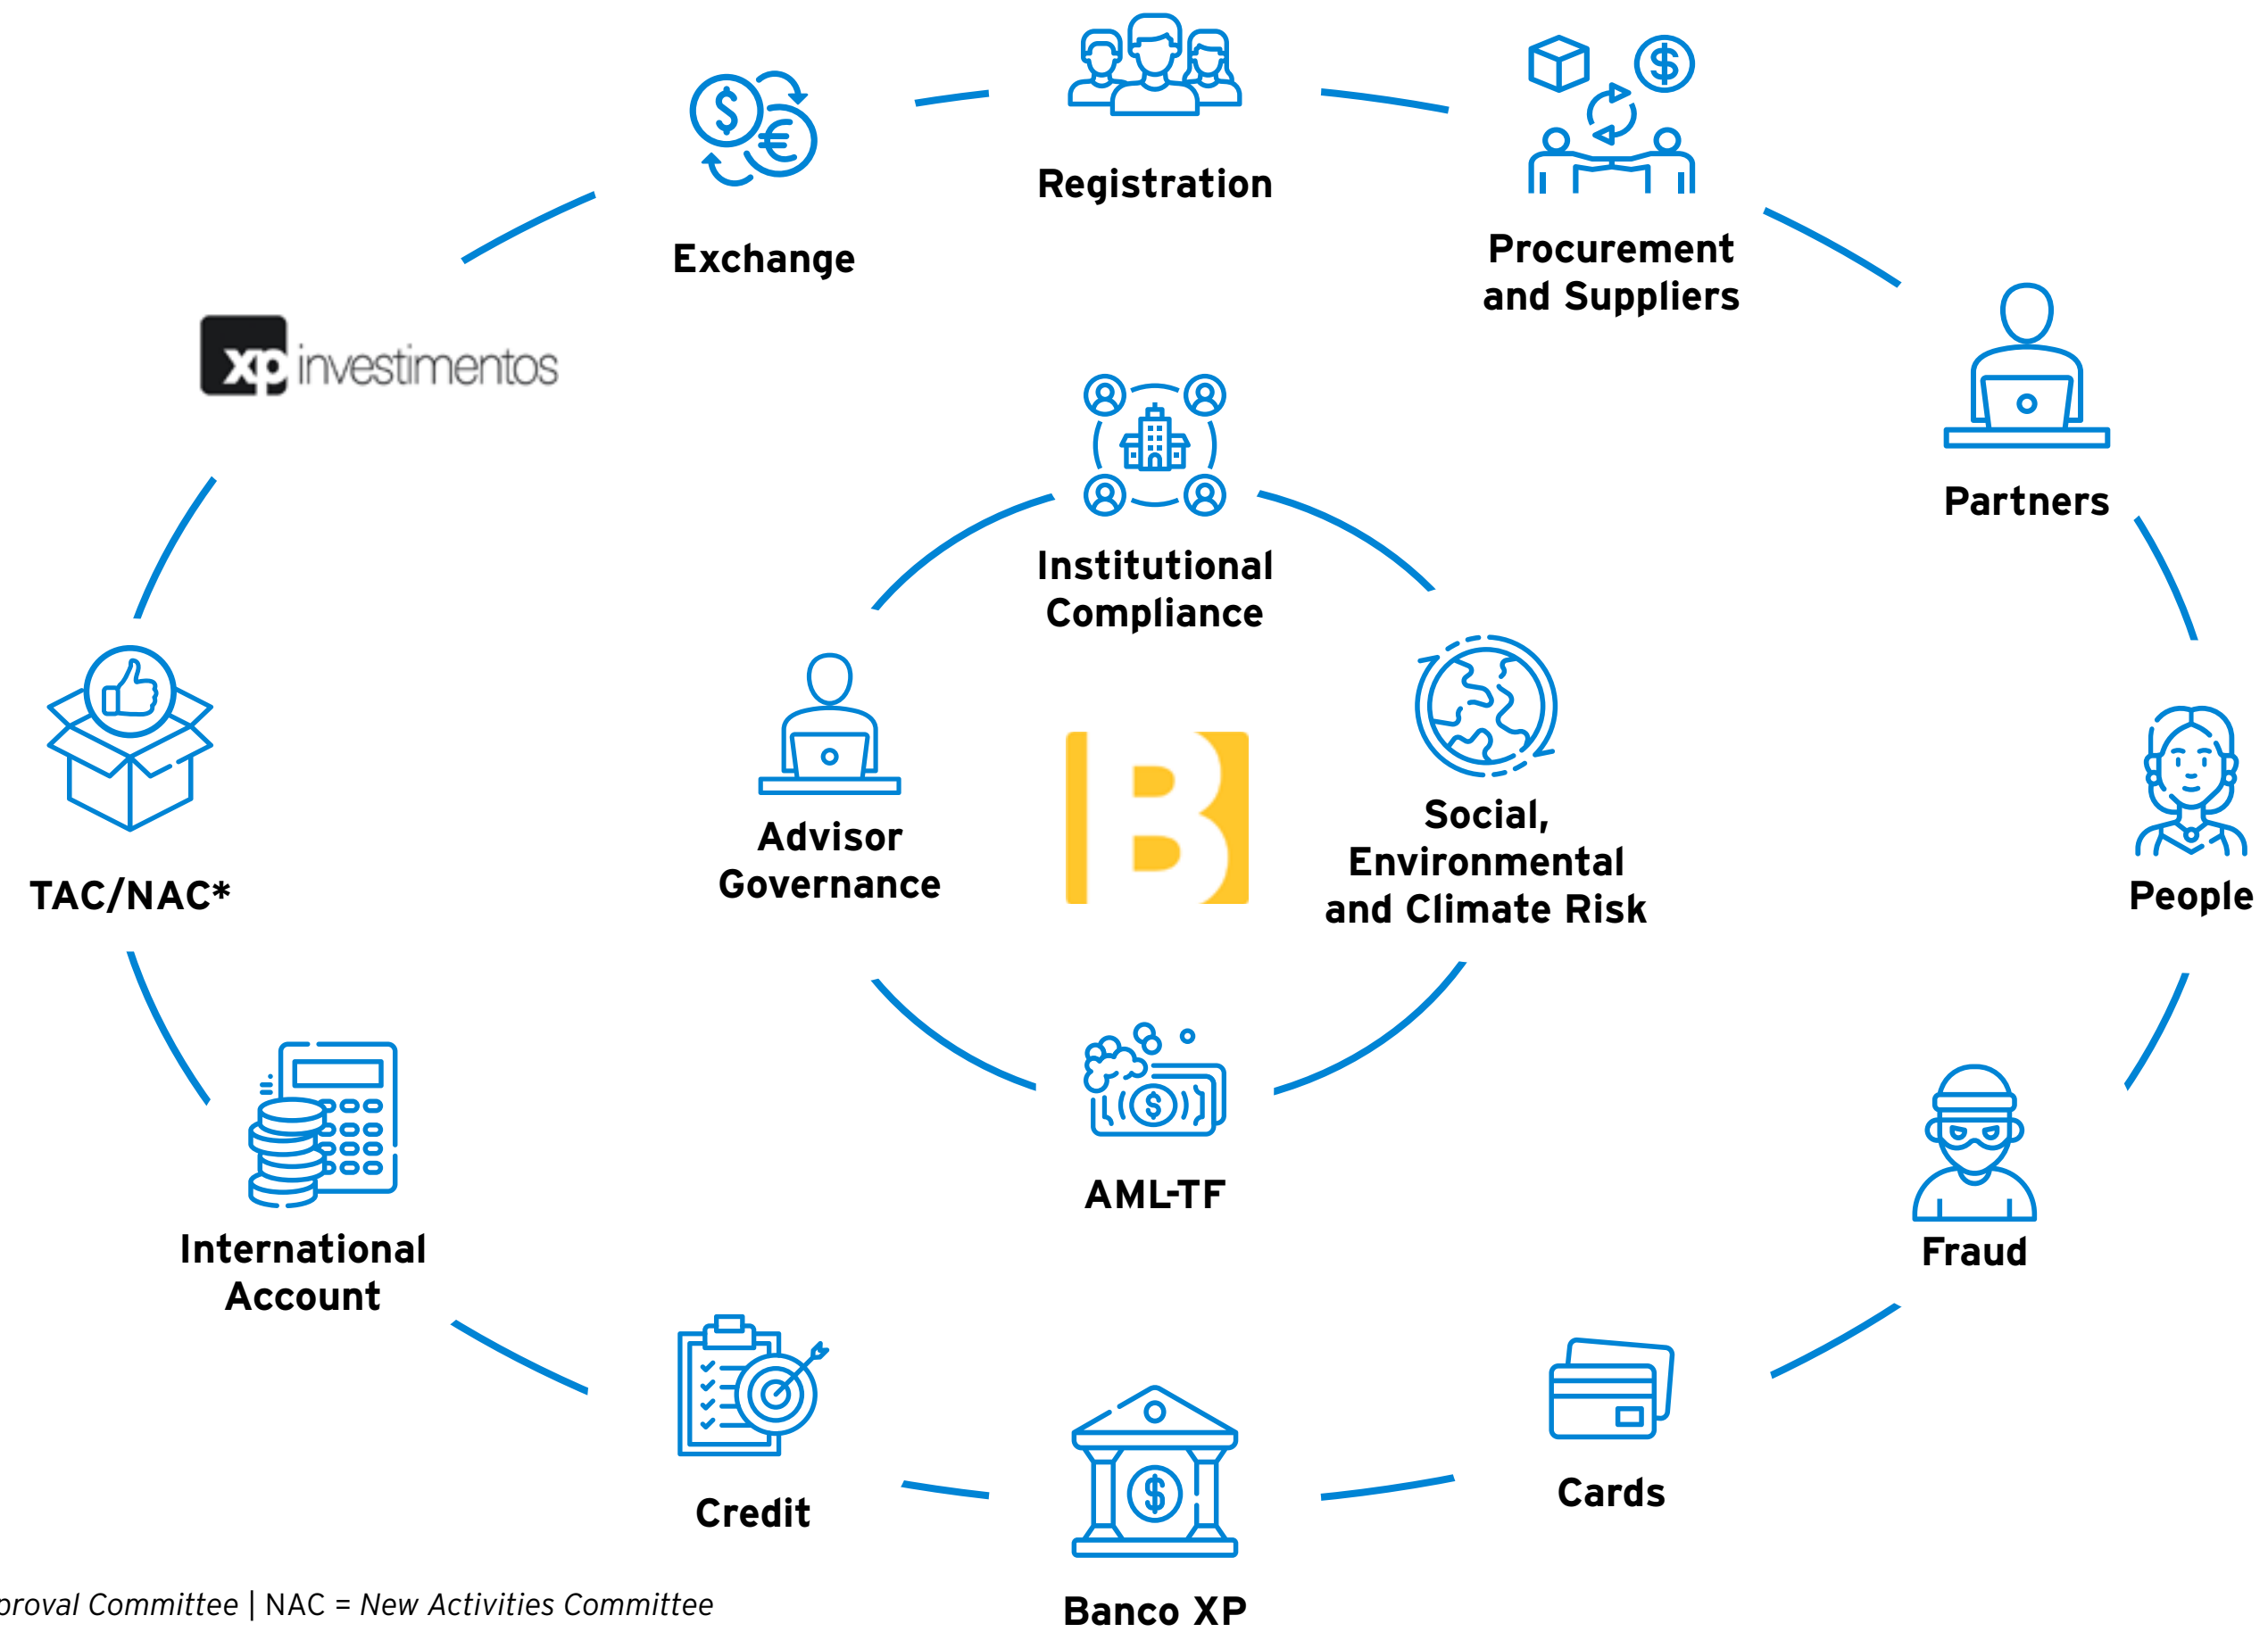 Registration
Exchange
Procurement
and Suppliers
xp investimentos
Partners
Institutional
Compliance
Advisor
Governance
B
Social,
Environmental
and Climate Risk
TAC/NAC*
People
AML-TF
International
Account
Fraud
Credit
Cards
Banco XP
Committee | NAC = New Activities Committee